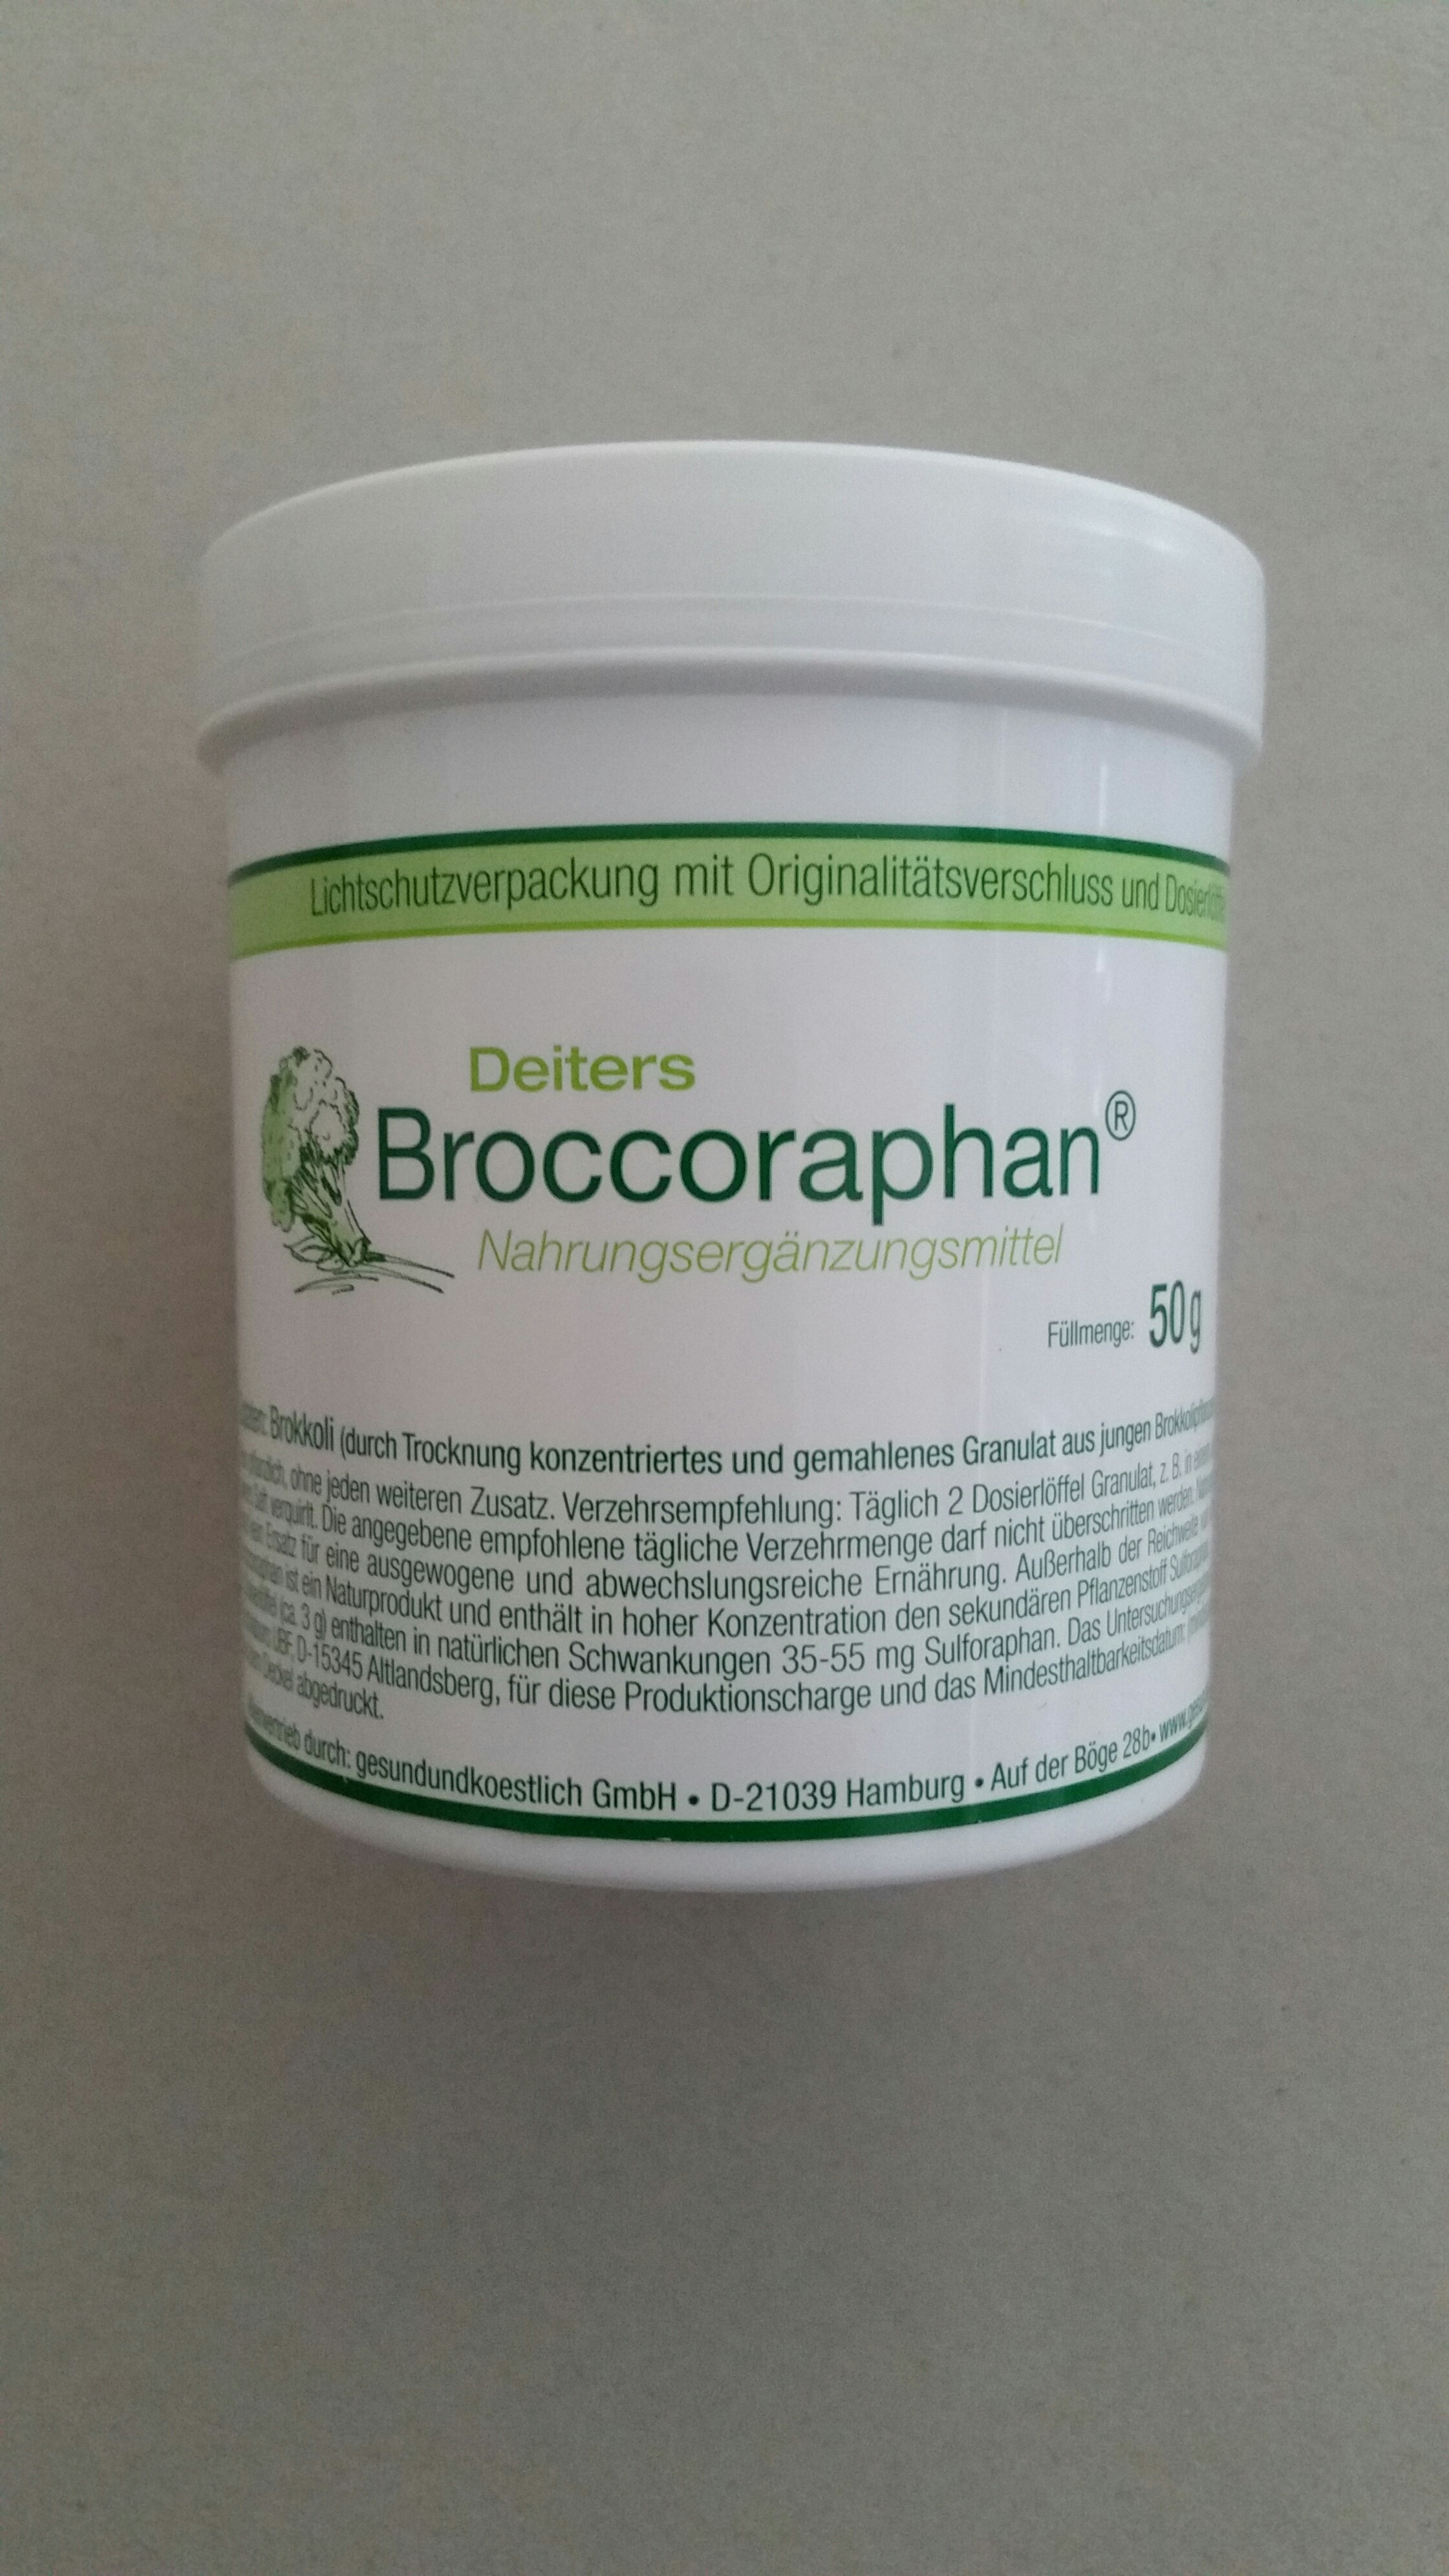 Lichtschutzverpackung mit Originalitätsverschluss und
Deiters
Broccoraphan®
Nahrungsergänzungsmittel
Füllmenge: 50 g
Brokkoli (durch Trocknung konzentriertes und gemahlenes Granulat aus jungen
ohne jeden weiteren Zusatz. Verzehrsempfehlung: Täglich 2 Dosierlöffel Granulat, z. B. in
verquirlt. Die angegebene empfohlene tägliche Verzehrmenge darf nicht überschritten werden.
Ersatz für eine ausgewogene und abwechslungsreiche Ernährung. Außerhalb der Reichweite
ist ein Naturprodukt und enthält in hoher Konzentration den sekundären Pflanzenstoff
(ca. 3 g) enthalten in natürlichen Schwankungen 35-55 mg Sulforaphan. Das
D-15345 Altlandsberg, für diese Produktionscharge und das Mindesthaltbarkeitsdatum:
Deckel abgedruckt.
durch: gesundundkoestlich GmbH • D-21039 Hamburg • Auf der Böge 28b•